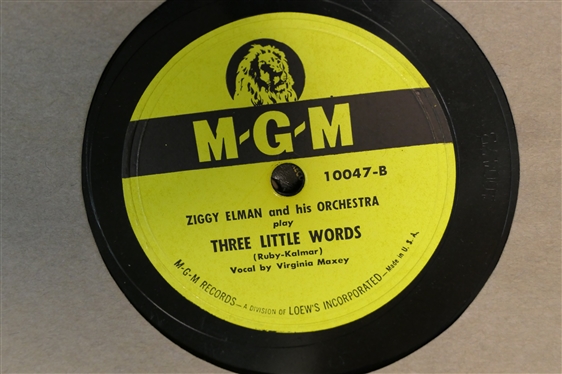 M-G-M
10047-B
ZIGGY ELMAN and his ORCHESTRA
play
THREE LITTLE WORDS
(Ruby-Kalmar)
Vocal by Virginia Maxey
M-G-M RECORDS—A DIVISION OF LOEW'S INCORPORATED.—Made in U.S.A.